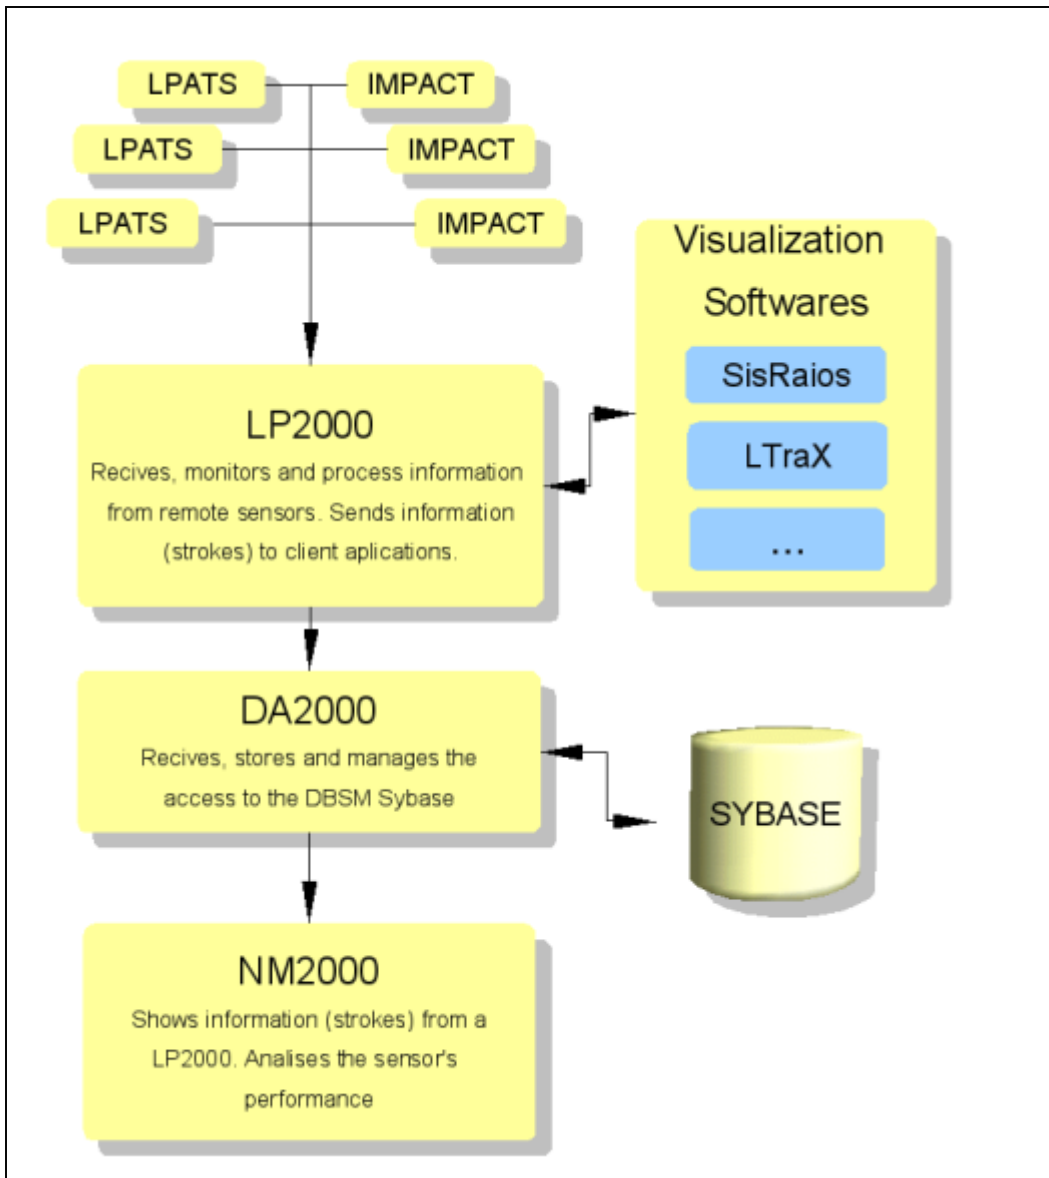 LPATS IMPACT
LPATS IMPACT
LPATS IMPACT
Visualization
Softwares
SisRaios
LTraX
...
LP2000
Recives, monitors and process information
from remote sensors. Sends information
(strokes) to client aplications.
DA2000
Recives, stores and manages the
access to the DBSM Sybase
SYBASE
NM2000
Shows information (strokes) from a
LP2000. Analises the sensor's
performance